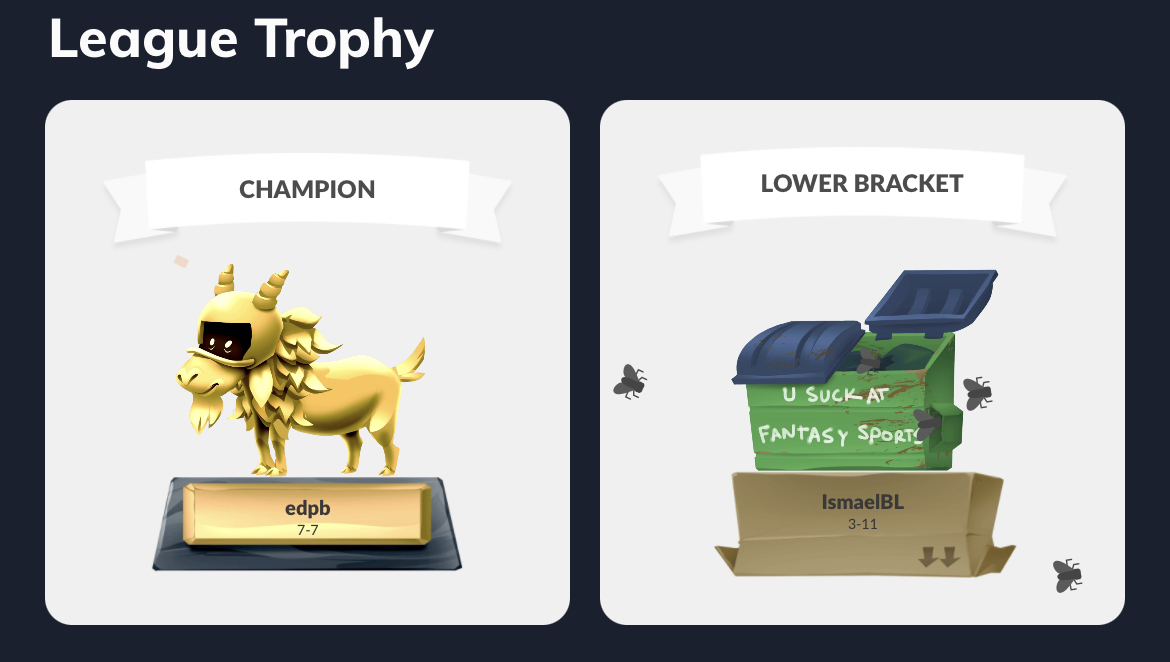 League Trophy
CHAMPION
edpb
7-7
LOWER BRACKET
U SUCK AT
FANTASY SPORTS
IsmaelBL
3-11